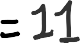 = 11